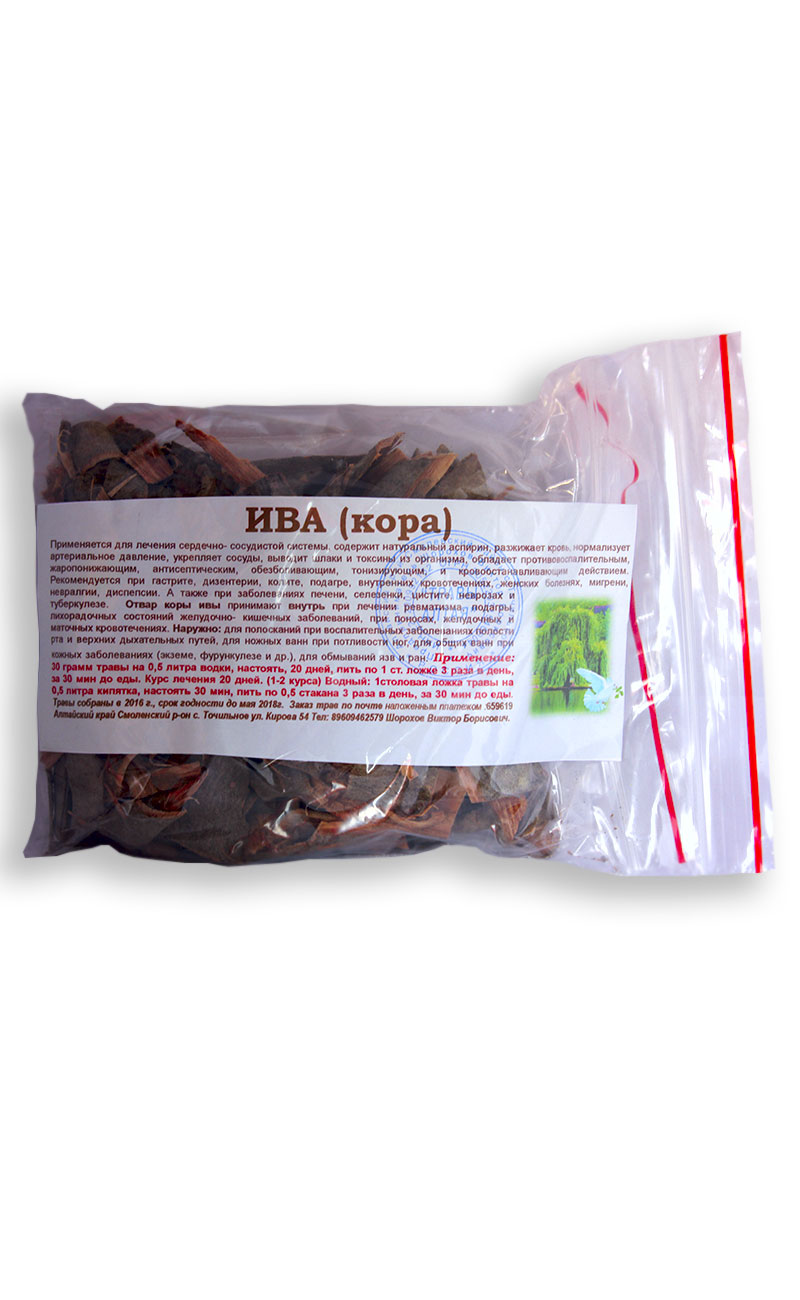 ИВА (кора)
Применяется для лечения сердечно- сосудистой системы, содержит натуральный аспирин, разжижает кровь, нормализует
артериальное давление, укрепляет сосуды, выводит шлаки и токсины из организма, обладает противовоспалительным,
жаропонижающим, антисептическим, обезболивающим, тонизирующим, и кровоостанавливающим действием.
Рекомендуется при гастрите, дизентерии, колите, подагре, внутренних кровотечениях, женских болезнях, мигрени,
невралгии, диспепсии. А также при заболеваниях печени, селезенки, цистите, неврозах и
туберкулезе. Отвар коры ивы принимают внутрь при лечении ревматизма, подагры,
лихорадочных состояний желудочно- кишечных заболеваний, при поносах, желудочных и
маточных кровотечениях. Наружно: для полосканий при воспалительных заболеваниях полости
рта и верхних дыхательных путей, для ножных ванн при потливости ног, для общих ванн при
кожных заболеваниях (экземе, фурункулезе и др.), для обмываний язв и ран. Применение:
30 грамм травы на 0,5 литра водки, настоять, 20 дней, пить по 1 ст. ложке 3 раза в день,
за 30 мин до еды. Курс лечения 20 дней. (1-2 курса) Водный: 1столовая ложка травы на
0,5 литра кипятка, настоять 30 мин, пить по 0,5 стакана 3 раза в день, за 30 мин до еды.
Травы собраны в 2016 г., срок годности до мая 2018г. Заказ трав по почте наложенным платежом :659619
Алтайский край Смоленский р-он с. Точильное ул. Кирова 54 Тел: 89609462579 Шорохов Виктор Борисович.